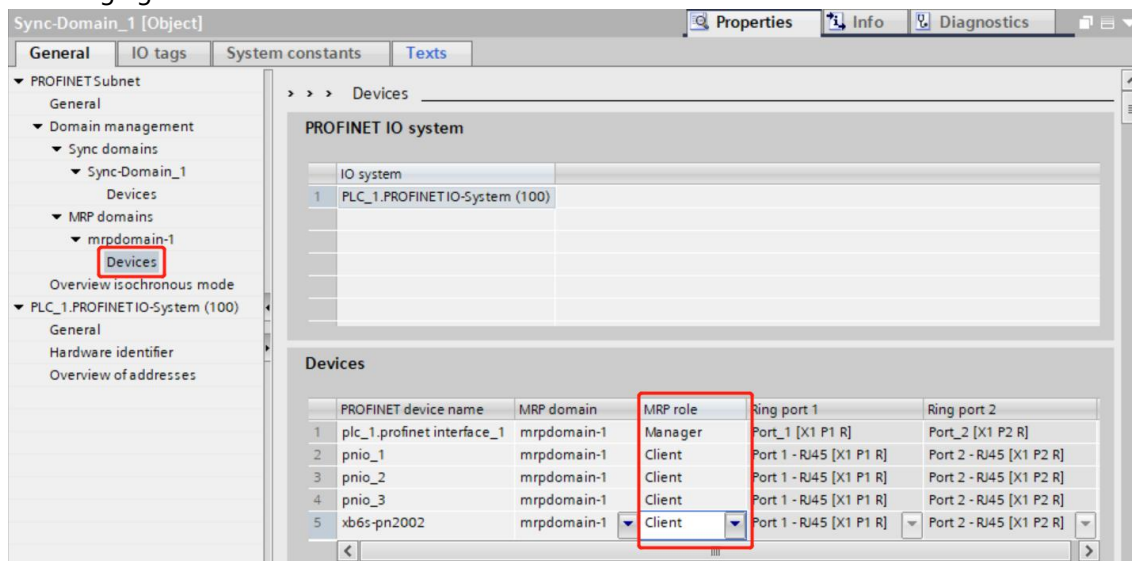 Sync-Domain_1 [Object]
Properties
Info
Diagnostics
General
IO tags
System constants
Texts
PROFINET Subnet
General
Domain management
Sync domains
Sync-Domain_1
Devices
MRP domains
mrpdomain-1
Devices
Overview isochronous mode
PLC_1.PROFINET IO-System (100)
General
Hardware identifier
Overview of addresses
> > > Devices
PROFINET IO system
IO system
1 PLC_1.PROFINET IO-System (100)
Devices
PROFINET device name MRP domain MRP role Ring port 1 Ring port 2
1 plc_1.profinet interface_1 mrpdomain-1 Manager Port_1 [X1 P1 R] Port_2 [X1 P2 R]
2 pnio_1 mrpdomain-1 Client Port 1 - RJ45 [X1 P1 R] Port 2 - RJ45 [X1 P2 R]
3 pnio_2 mrpdomain-1 Client Port 1 - RJ45 [X1 P1 R] Port 2 - RJ45 [X1 P2 R]
4 pnio_3 mrpdomain-1 Client Port 1 - RJ45 [X1 P1 R] Port 2 - RJ45 [X1 P2 R]
5 xb6s-pn2002 mrpdomain-1 Client Port 1 - RJ45 [X1 P1 R] Port 2 - RJ45 [X1 P2 R]